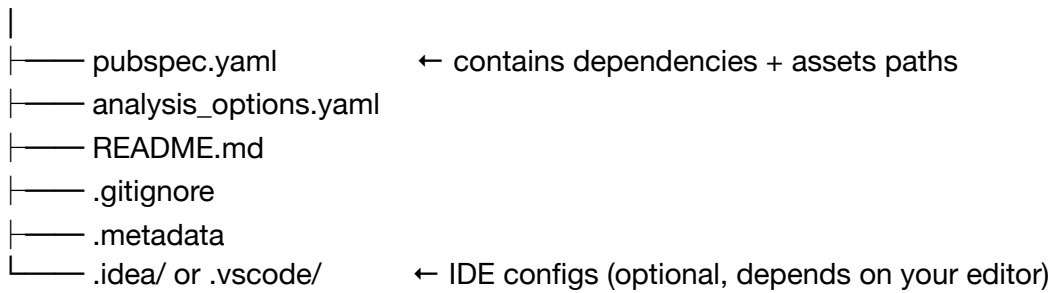 │
├── pubspec.yaml ← contains dependencies + assets paths
├── analysis_options.yaml
├── README.md
├── .gitignore
├── .metadata
└── .idea/ or .vscode/ ← IDE configs (optional, depends on your editor)